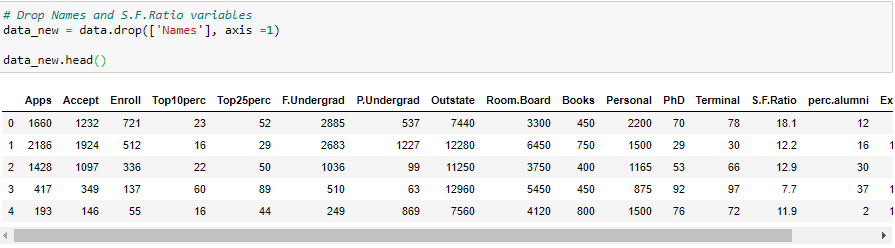 # Drop Names and S.F.Ratio variables
data_new = data.drop(['Names'], axis =1)
data_new.head()
Apps Accept Enroll Top10perc Top25perc F.Undergrad P.Undergrad Outstate Room.Board Books Personal PhD Terminal S.F.Ratio perc.alumni Ex
0 1660 1232 721 23 52 2885 537 7440 3300 450 2200 70 78 18.1 12
1 2186 1924 512 16 29 2683 1227 12280 6450 750 1500 29 30 12.2 16 1
2 1428 1097 336 22 50 1036 99 11250 3750 400 1165 53 66 12.9 30
3 417 349 137 60 89 510 63 12960 5450 450 875 92 97 7.7 37 1
4 193 146 55 16 44 249 869 7560 4120 800 1500 76 72 11.9 2 1